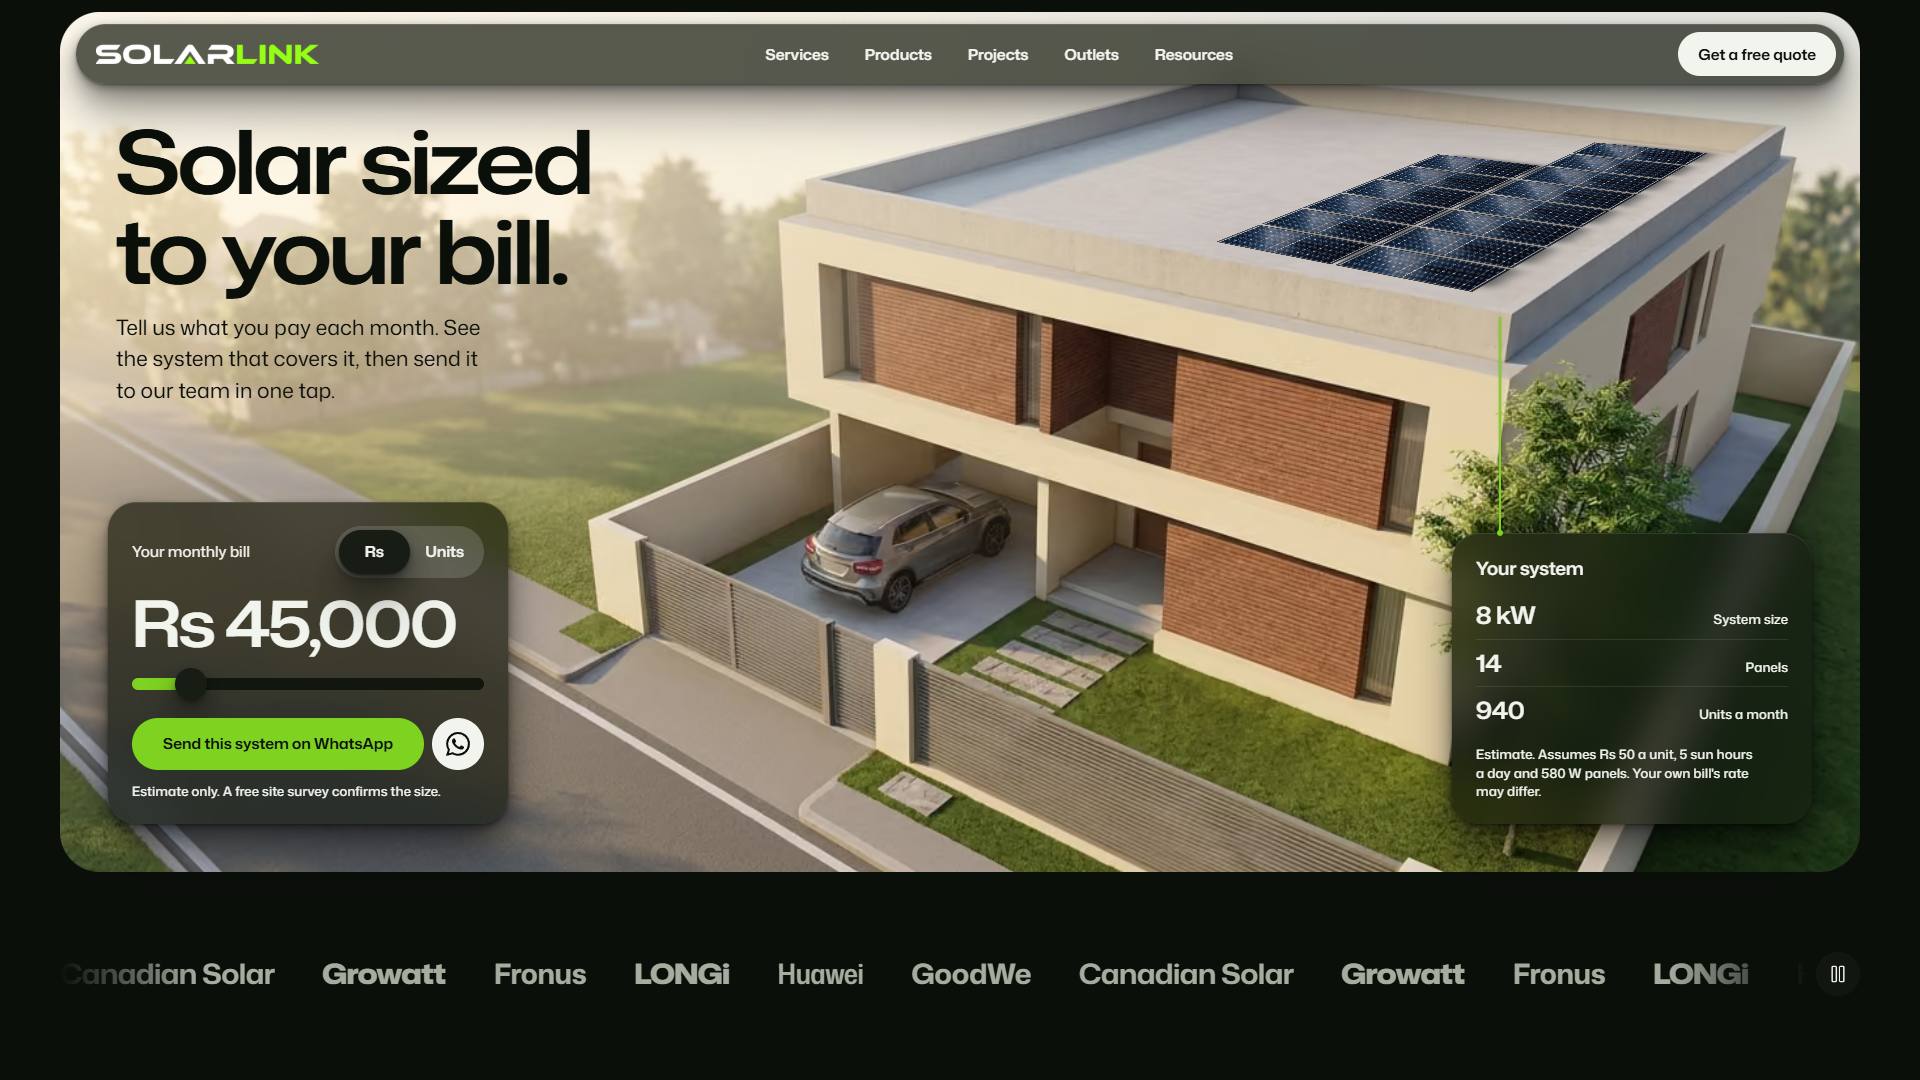 SOLARLINK
Services
Products
Projects
Outlets
Resources
Get a free quote
Solar sized
to your bill.
Tell us what you pay each month. See
the system that covers it, then send it
to our team in one tap.
Your monthly bill
Rs
Units
Rs 45,000
Send this system on WhatsApp
Estimate only. A free site survey confirms the size.
Your system
8 kW
System size
14
Panels
940
Units a month
Estimate. Assumes Rs 50 a unit, 5 sun hours
a day and 580 W panels. Your own bill's rate
may differ.
Canadian Solar
Growatt
Fronus
LONGi
Huawei
GoodWe
Canadian Solar
Growatt
Fronus
LONGi